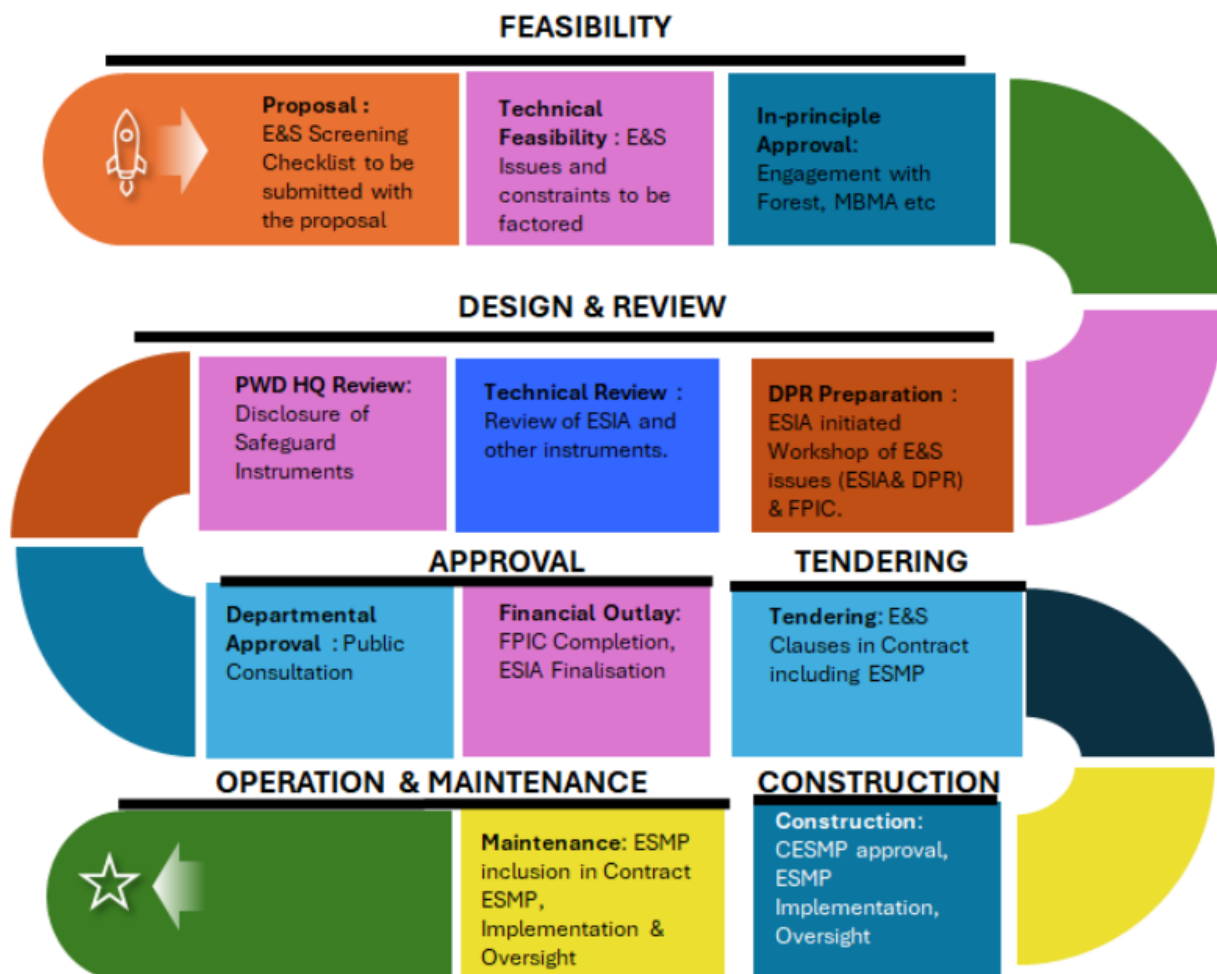 FEASIBILITY
Proposal :
E&S Screening
Checklist to be
submitted with
the proposal
Technical
Feasibility : E&S
Issues and
constraints to be
factored
In-principle
Approval:
Engagement with
Forest, MBMA etc
DESIGN & REVIEW
PWD HQ Review:
Disclosure of
Safeguard
Instruments
Technical Review :
Review of ESIA and
other instruments.
DPR Preparation :
ESIA initiated
Workshop of E&S
issues (ESIA& DPR)
& FPIC.
APPROVAL
Departmental
Approval : Public
Consultation
Financial Outlay:
FPIC Completion,
ESIA Finalisation
TENDERING
Tendering: E&S
Clauses in Contract
including ESMP
OPERATION & MAINTENANCE
Maintenance: ESMP
inclusion in Contract
ESMP,
Implementation &
Oversight
CONSTRUCTION
Construction:
CESMP approval,
ESMP
Implementation,
Oversight